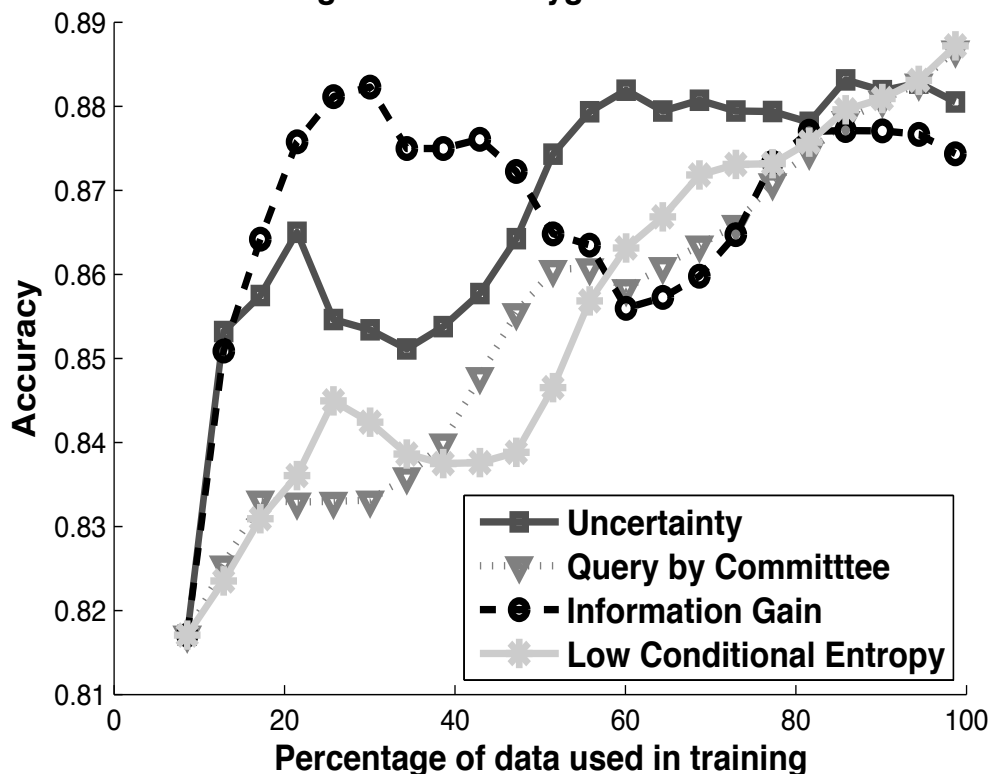 0.89
0.88
0.87
0.86
0.85
0.84
0.83
0.82
0.81
Accuracy
Uncertainty
Query by Committtee
Information Gain
Low Conditional Entropy
0 20 40 60 80 100
Percentage of data used in training